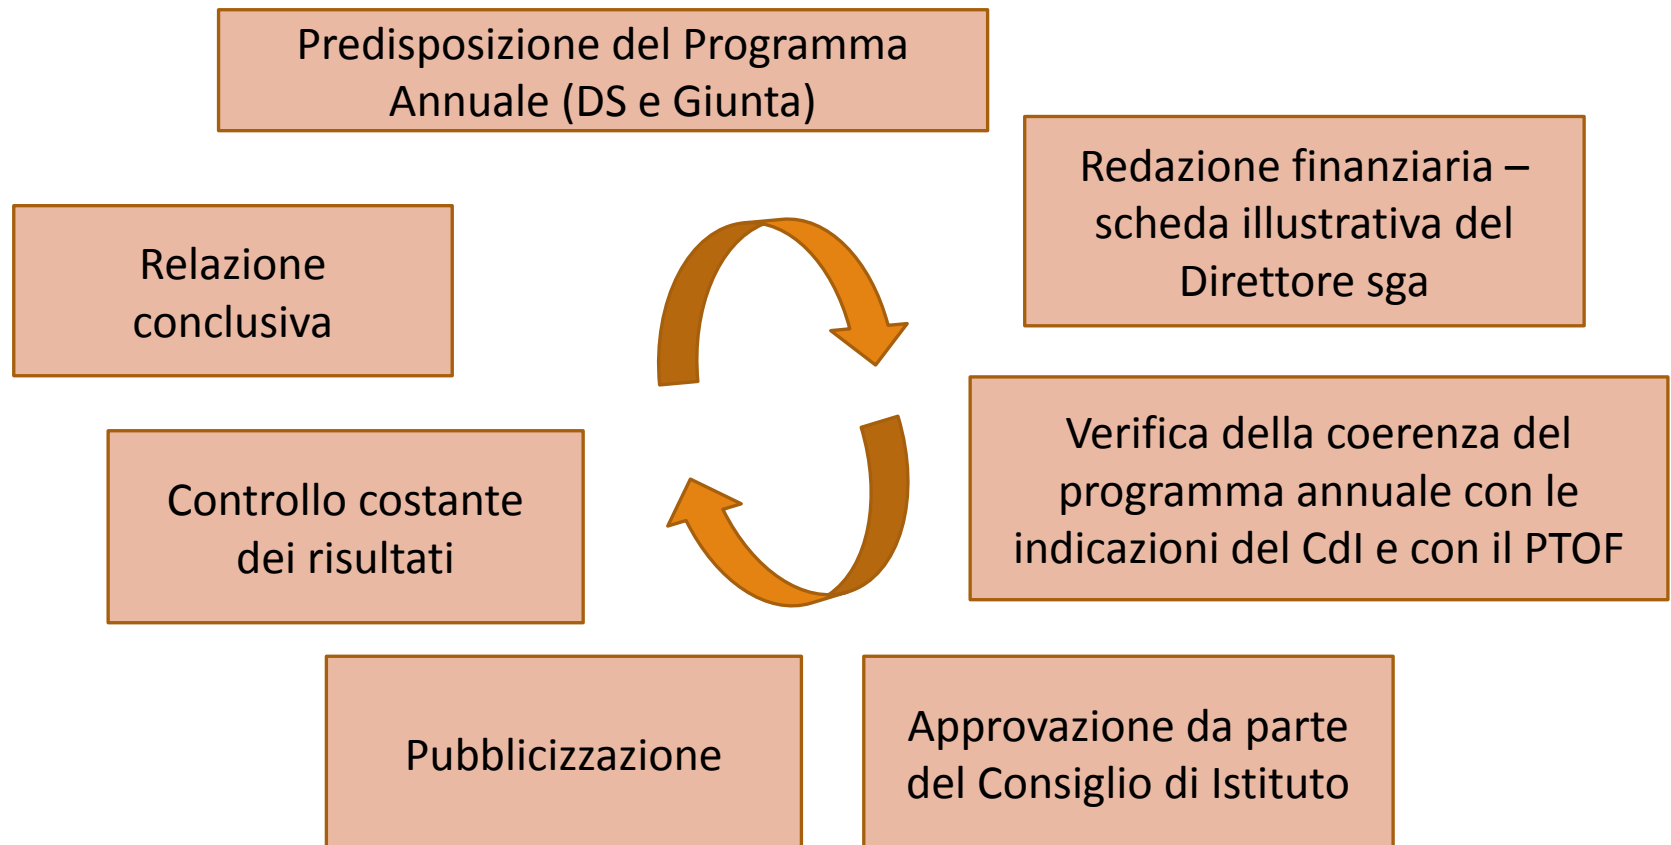 Predisposizione del Programma
Annuale (DS e Giunta)
Redazione finanziaria –
scheda illustrativa del
Direttore sga
Verifica della coerenza del
programma annuale con le
indicazioni del CdI e con il PTOF
Approvazione da parte
del Consiglio di Istituto
Pubblicizzazione
Controllo costante
dei risultati
Relazione
conclusiva